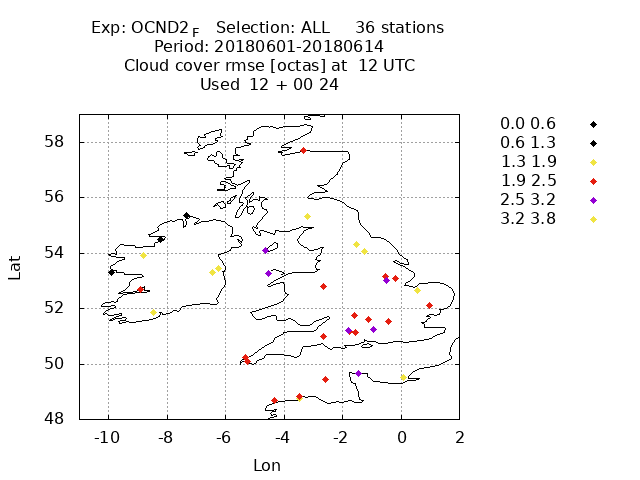 Exp: OCND2F Selection: ALL 36 stations
Period: 20180601-20180614
Cloud cover rmse [octas] at 12 UTC
Used 12 + 00 24
0.0 0.6
0.6 1.3
1.3 1.9
1.9 2.5
2.5 3.2
3.2 3.8
58
56
54
52
50
48
Lat
-10 -8 -6 -4 -2 0 2
Lon